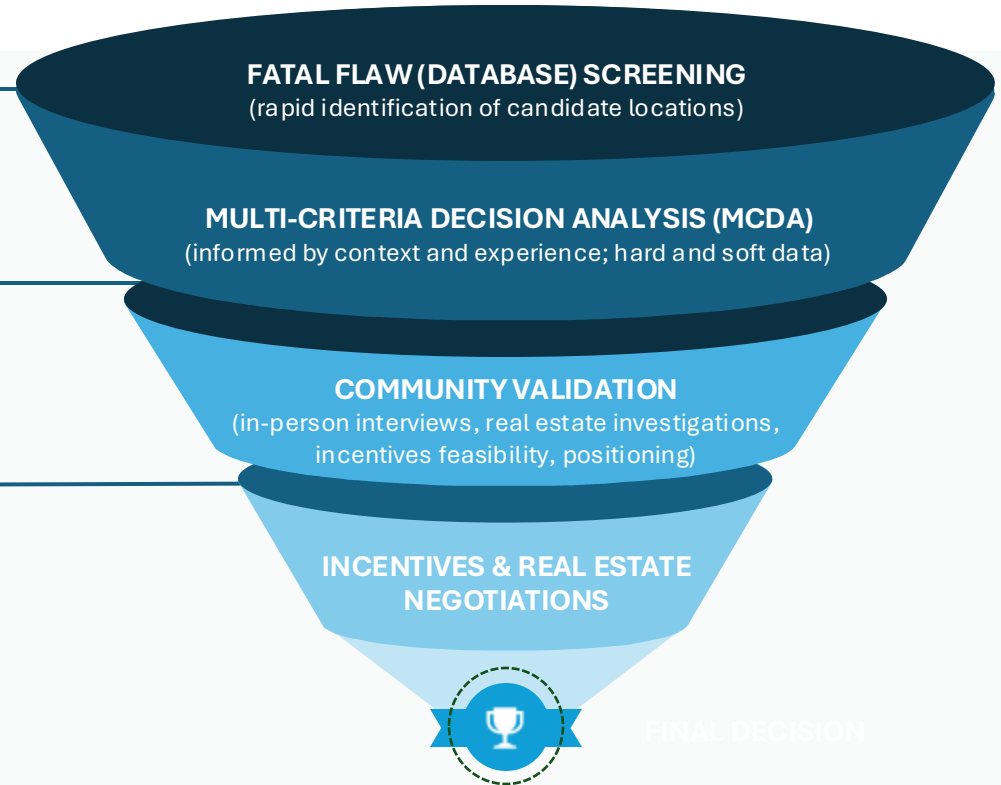 FATAL FLAW (DATABASE) SCREENING
(rapid identification of candidate locations)
MULTI-CRITERIA DECISION ANALYSIS (MCDA)
(informed by context and experience; hard and soft data)
COMMUNITY VALIDATION
(in-person interviews, real estate investigations,
incentives feasibility, positioning)
INCENTIVES & REAL ESTATE
NEGOTIATIONS
FINAL DECISION